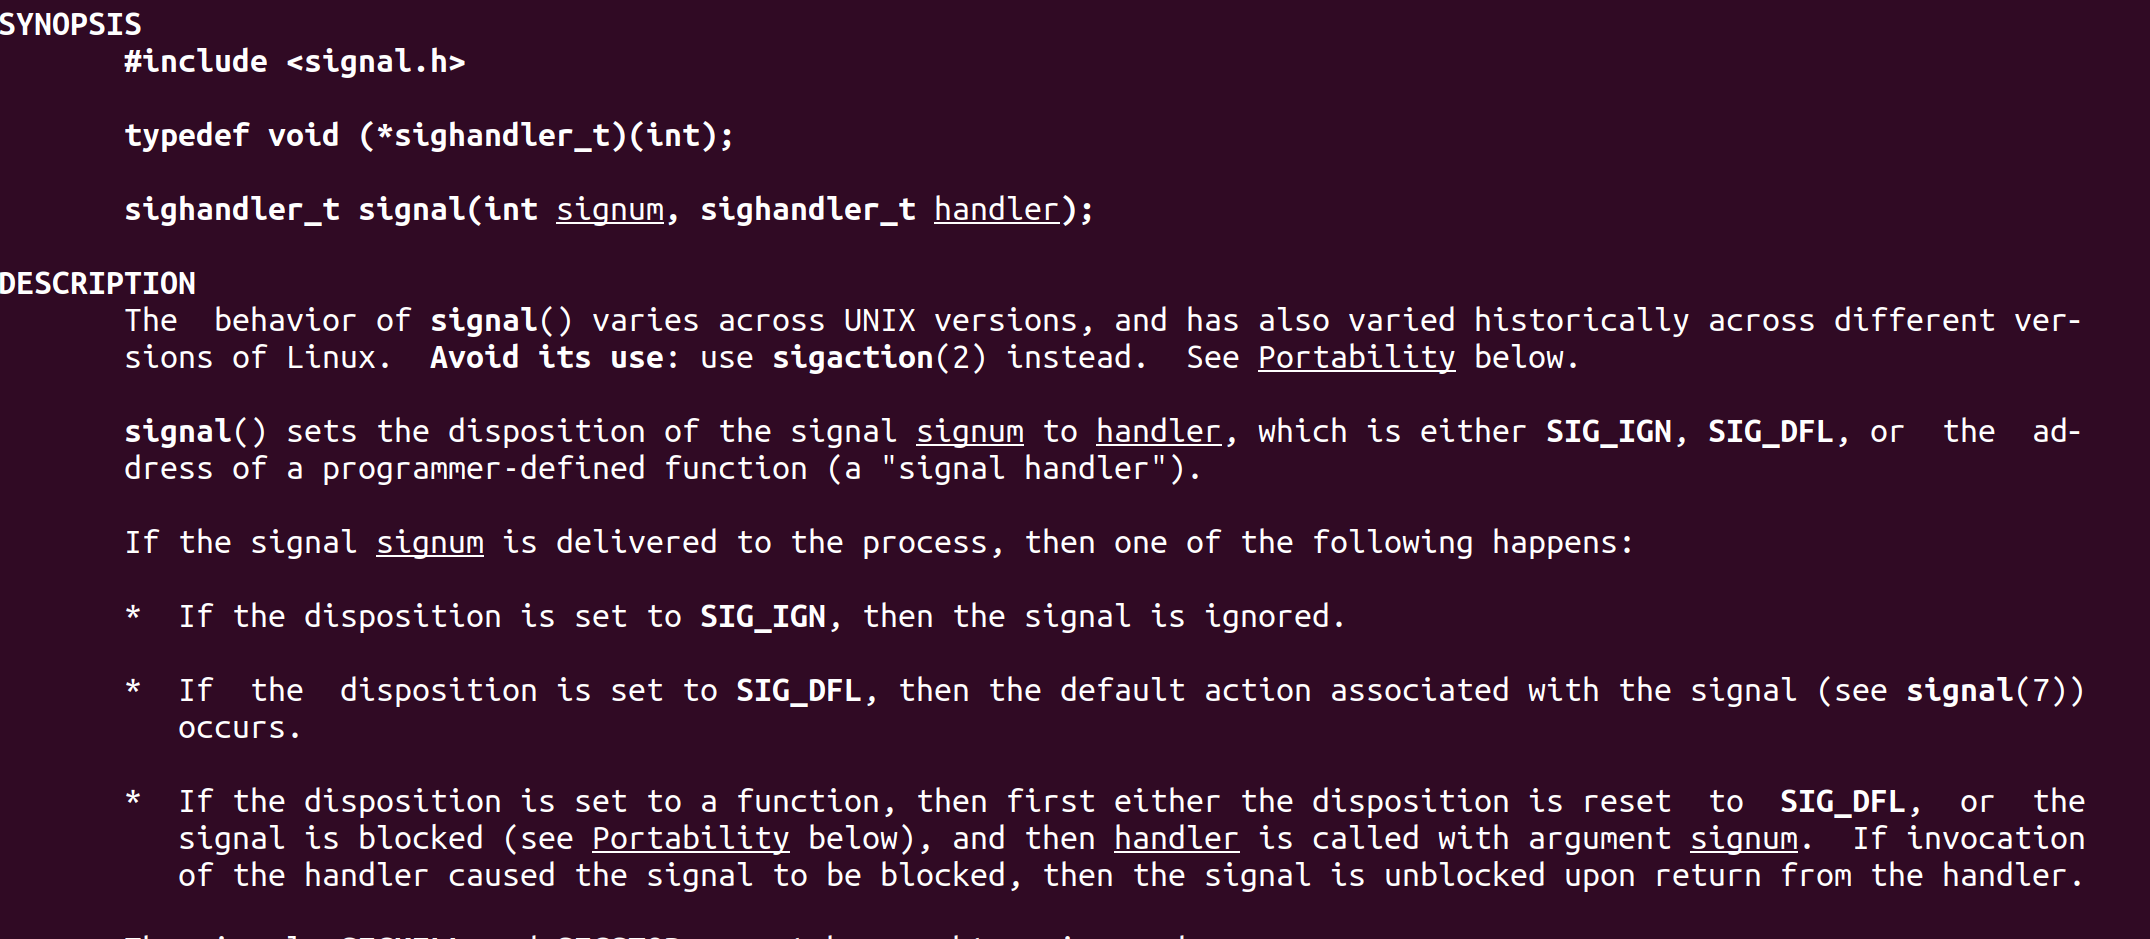 SYNOPSIS
#include <signal.h>
typedef void (*sighandler_t)(int);
sighandler_t signal(int signum, sighandler_t handler);
DESCRIPTION
The  behavior of signal() varies across UNIX versions, and has also varied historically across different ver-
sions of Linux.  Avoid its use: use sigaction(2) instead.  See Portability below.
signal() sets the disposition of the signal signum to handler, which is either SIG_IGN, SIG_DFL, or  the  ad-
dress of a programmer-defined function (a "signal handler").
If the signal signum is delivered to the process, then one of the following happens:
*  If the disposition is set to SIG_IGN, then the signal is ignored.
*  If  the  disposition is set to SIG_DFL, then the default action associated with the signal (see signal(7))
occurs.
*  If the disposition is set to a function, then first either the disposition is reset  to  SIG_DFL,  or  the
signal is blocked (see Portability below), and then handler is called with argument signum.  If invocation
of the handler caused the signal to be blocked, then the signal is unblocked upon return from the handler.